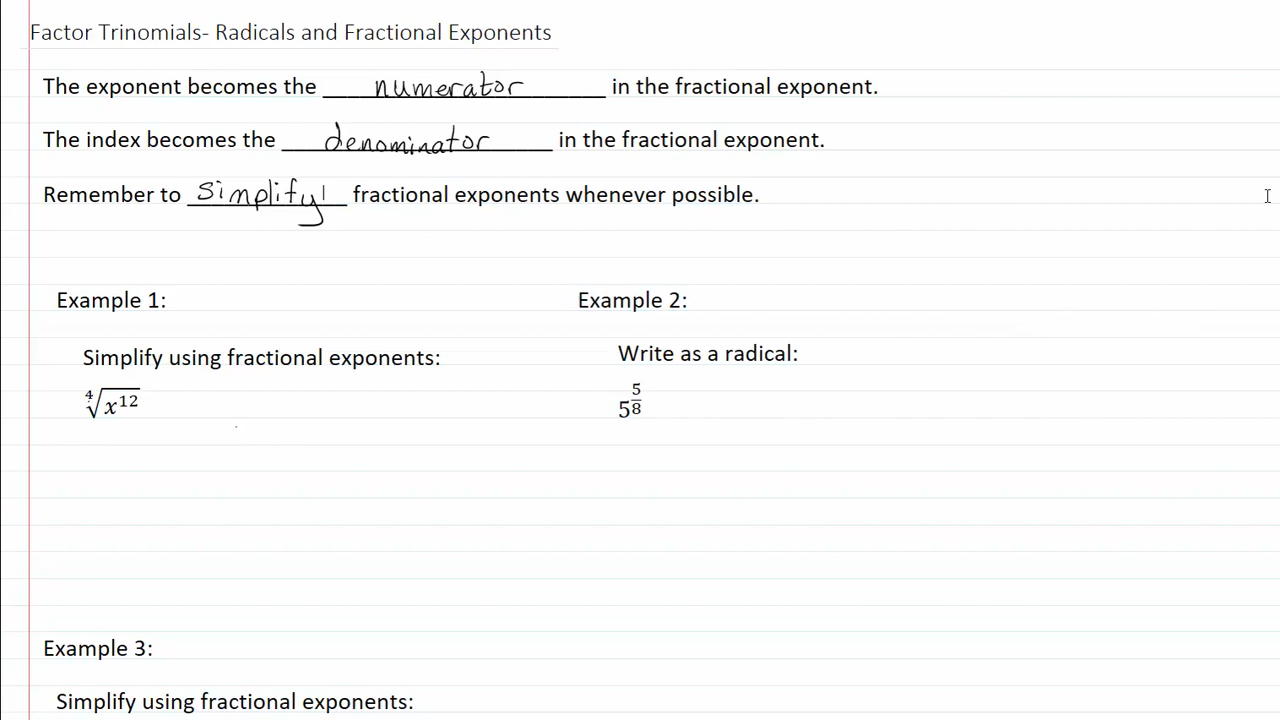 Factor Trinomials- Radicals and Fractional Exponents
The exponent becomes the numerator in the fractional exponent.
The index becomes the denominator in the fractional exponent.
Remember to simplify fractional exponents whenever possible.
Example 1:
Example 2:
Simplify using fractional exponents:
Write as a radical:
∜x¹²
5^(5/8)
Example 3:
Simplify using fractional exponents: